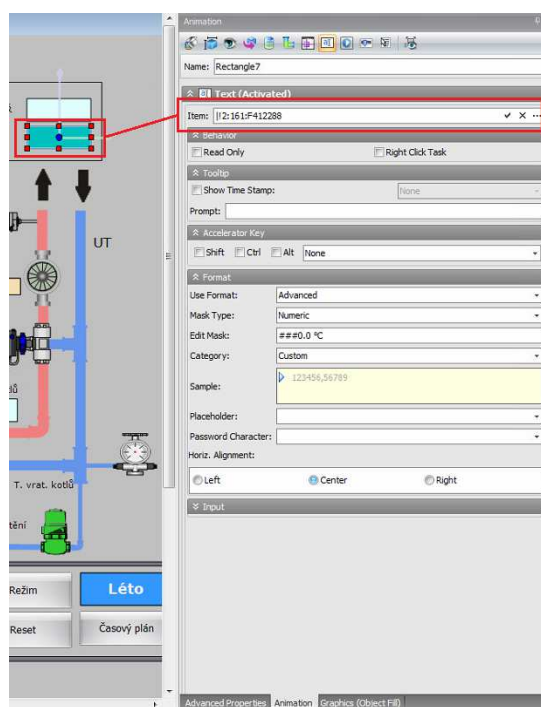 Animation
Name: Rectangle7
Text (Activated)
Item: !!2:161:F412288
Behavior
Read Only
Right Click Task
Tooltip
Show Time Stamp:
None
Prompt:
Accelerator Key
Shift
Ctrl
Alt
None
Format
Use Format: Advanced
Mask Type: Numeric
Edit Mask: ###0.0 °C
Category: Custom
Sample: 123456,56789
Placeholder:
Password Character:
Horiz. Alignment:
Left
Center
Right
Input
UT
T. vrat. kotlů
Režim
Léto
Reset
Časový plán
Advanced Properties
Animation
Graphics (Object Fill)